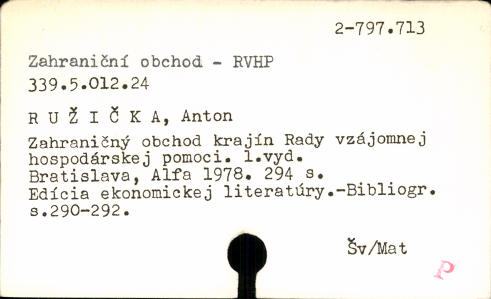 2-797.713
Zahraniční obchod - RVHP
339.5.012.24
R U Ž I Č K A, Anton
Zahraničný obchod krajín Rady vzájomnej
hospodárskej pomoci. 1.vyd.
Bratislava, Alfa 1978. 294 s.
Edícia ekonomickej literatúry.-Bibliogr.
s.290-292.
Šv/Mat
P